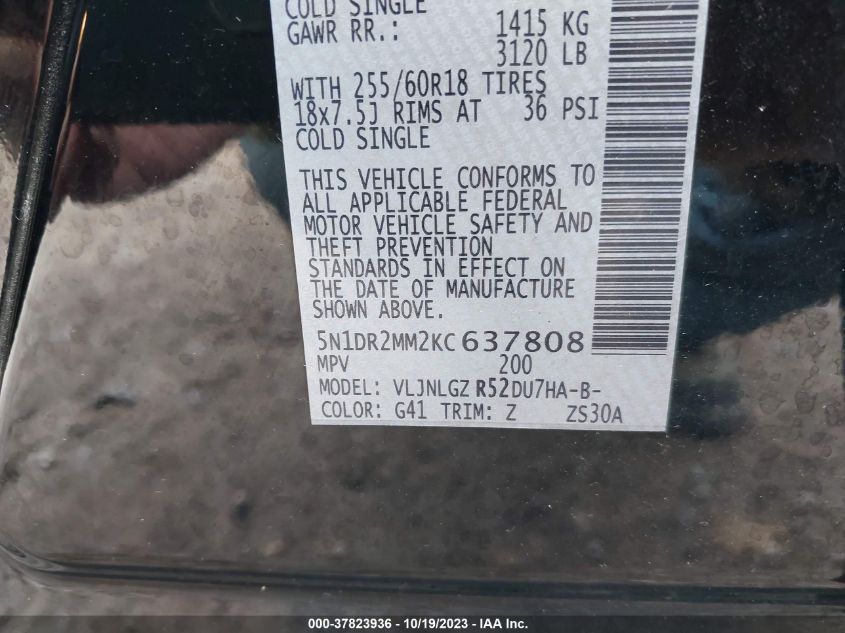 COLD SINGLE
GAWR RR.: 1415 KG
3120 LB
WITH 255/60R18 TIRES
18x7.5J RIMS AT 36 PSI
COLD SINGLE
THIS VEHICLE CONFORMS TO
ALL APPLICABLE FEDERAL
MOTOR VEHICLE SAFETY AND
THEFT PREVENTION
STANDARDS IN EFFECT ON
THE DATE OF MANUFACTURE
SHOWN ABOVE.
5N1DR2MM2KC637808
MPV 200
MODEL: VLJNLGZ R52DU7HA-B-
COLOR: G41 TRIM: Z ZS30A
000-37823936 - 10/19/2023 - IAA Inc.